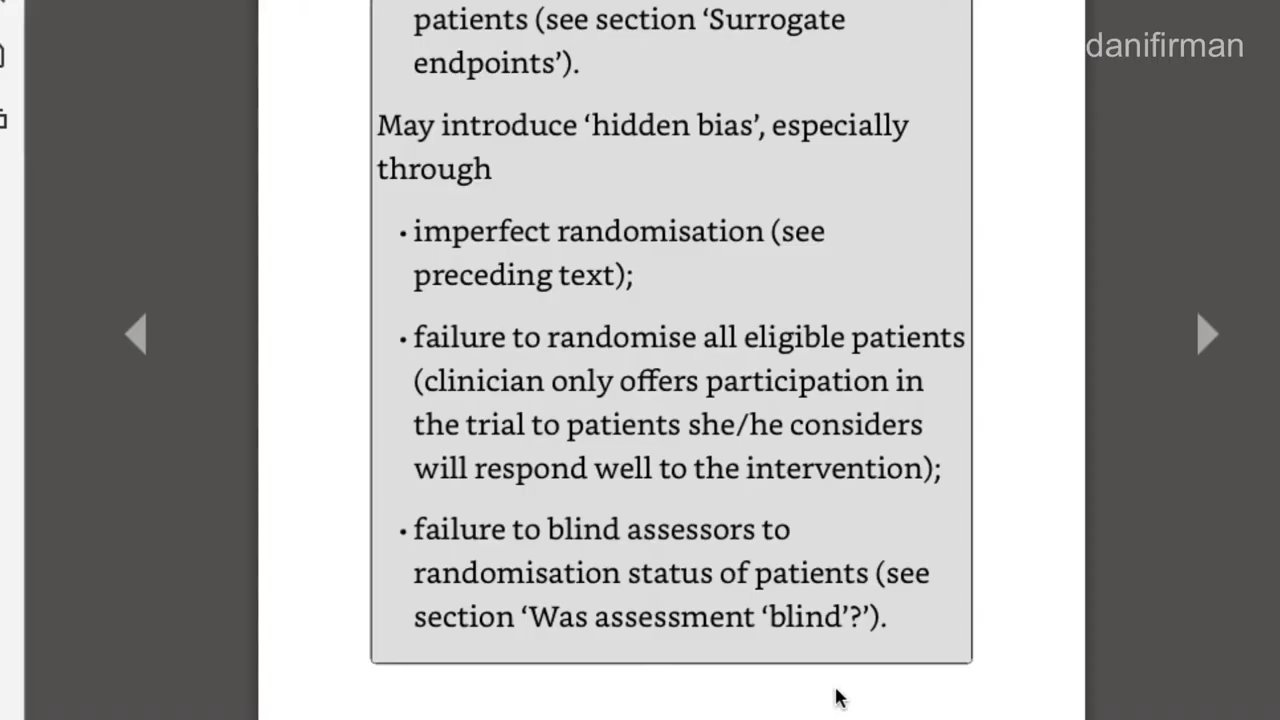 patients (see section ‘Surrogate
endpoints’).
danifirman
May introduce ‘hidden bias’, especially
through
• imperfect randomisation (see
preceding text);
• failure to randomise all eligible patients
(clinician only offers participation in
the trial to patients she/he considers
will respond well to the intervention);
• failure to blind assessors to
randomisation status of patients (see
section ‘Was assessment ‘blind’?’).